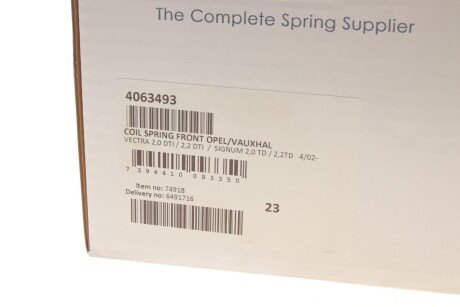 The Complete Spring Supplier
4063493
COIL SPRING FRONT OPEL/VAUXHAL
VECTRA 2,0 DTI / 2,2 DTI / SIGNUM 2,0 TD / 2,2TD 4/02-
7 394410 093350
Item no: 74918
Delivery no: 6491716
23